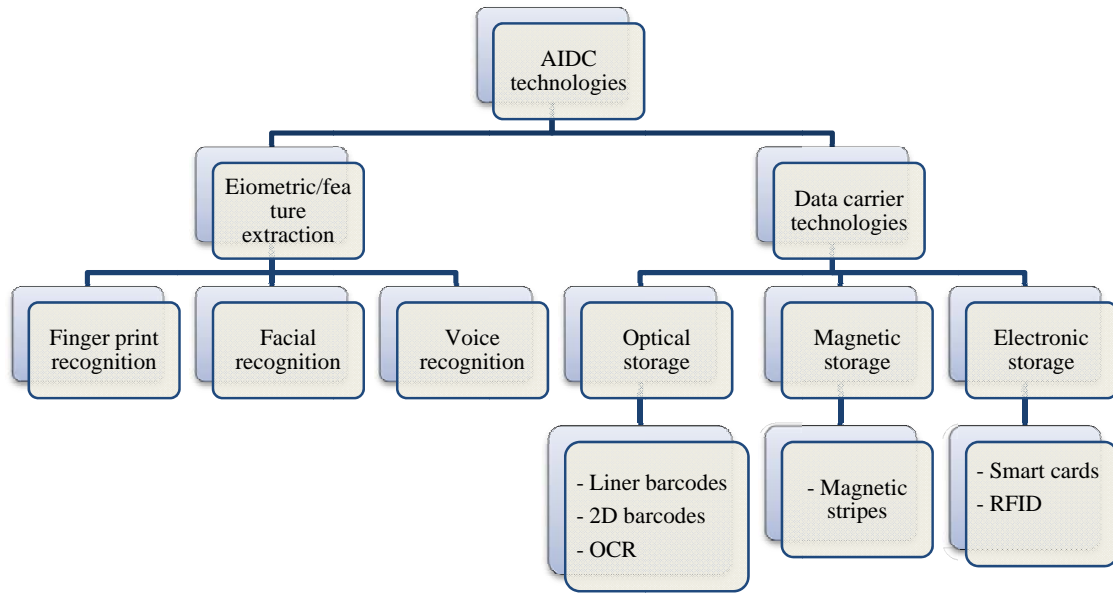 AIDC
technologies
Eiometric/fea
ture
extraction
Data carrier
technologies
Finger print
recognition
Facial
recognition
Voice
recognition
Optical
storage
Magnetic
storage
Electronic
storage
- Liner barcodes
- 2D barcodes
- OCR
- Magnetic
stripes
- Smart cards
- RFID